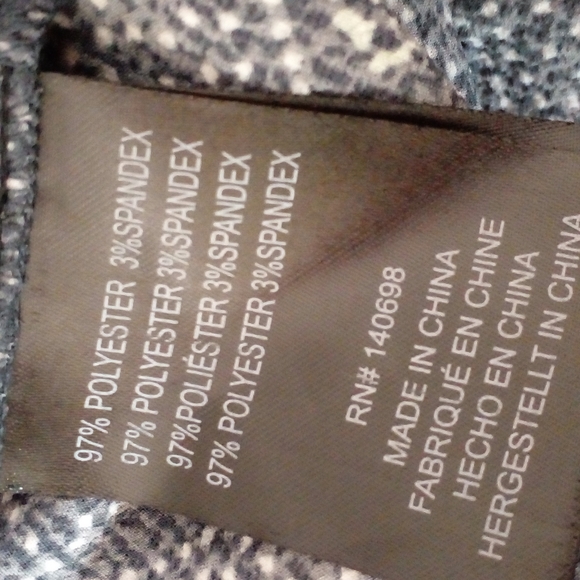 97% POLYESTER 3%SPANDEX
97% POLYESTER 3%SPANDEX
97%POLIÉSTER 3%SPANDEX
97% POLYESTER 3%SPANDEX
RN# 140698
MADE IN CHINA
FABRIQUÉ EN CHINE
HECHO EN CHINA
HERGESTELLT IN CHINA